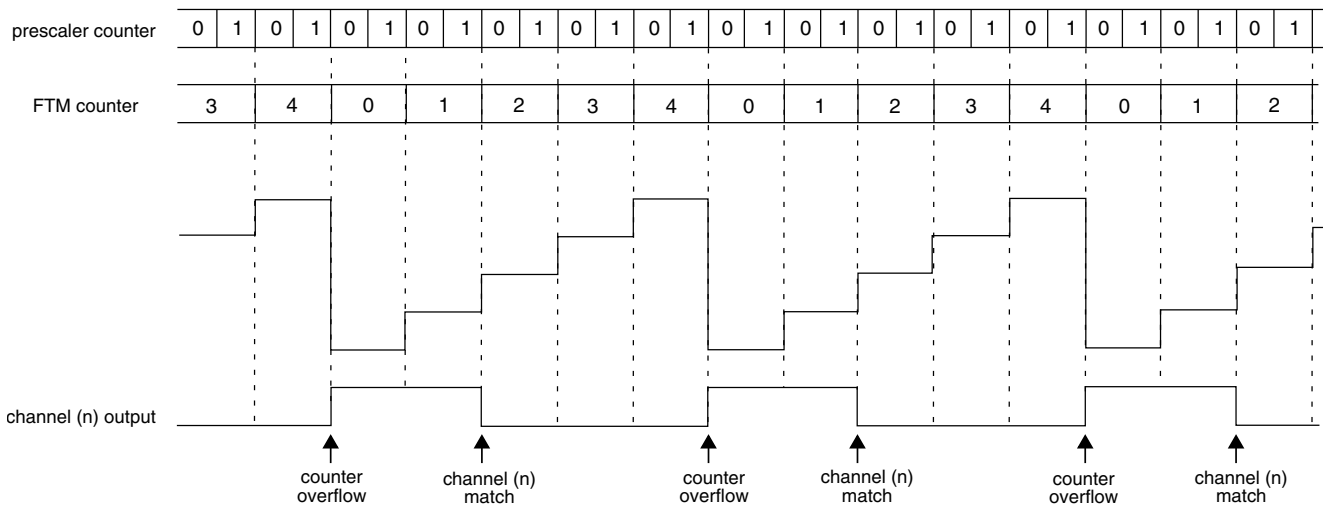 prescaler counter 0 1 0 1 0 1 0 1 0 1 0 1 0 1 0 1 0 1 0 1 0 1 0 1 0 1 0 1 0 1
FTM counter 3 4 0 1 2 3 4 0 1 2 3 4 0 1 2
channel (n) output
counter overflow
channel (n) match
counter overflow
channel (n) match
counter overflow
channel (n) match